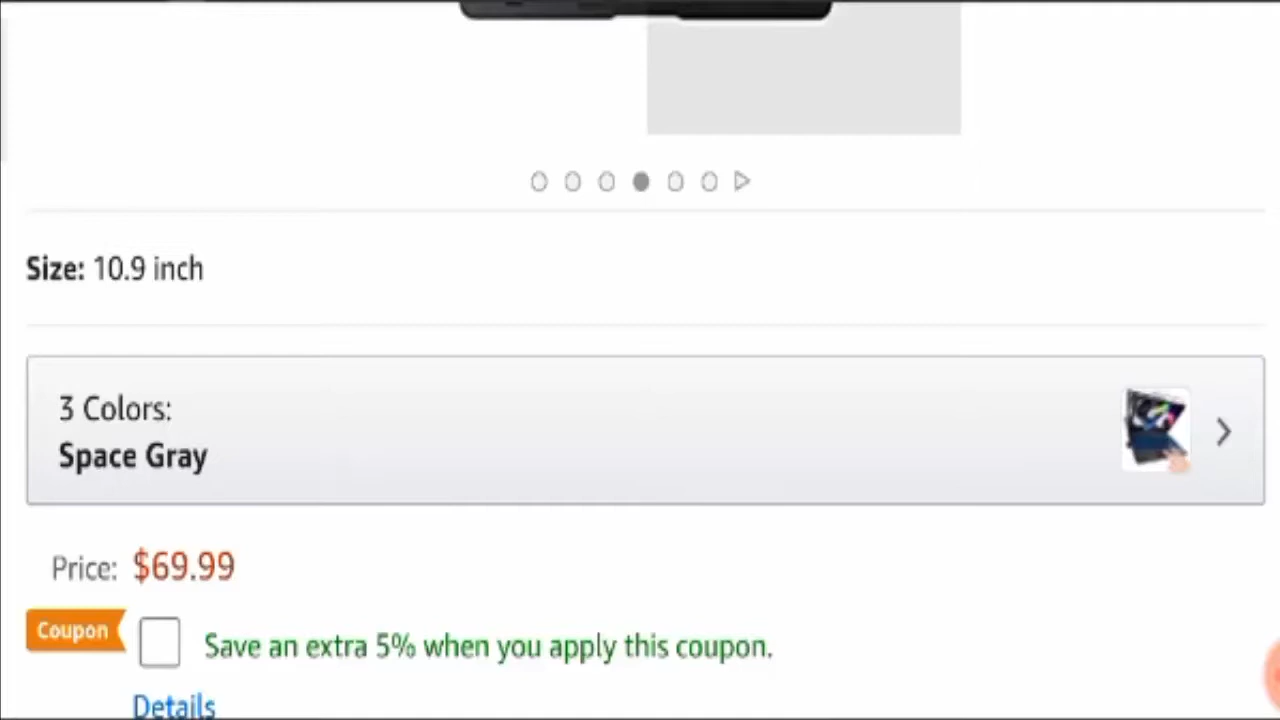 Size: 10.9 inch
3 Colors:
Space Gray
Price: $69.99
Coupon
Save an extra 5% when you apply this coupon.
Details